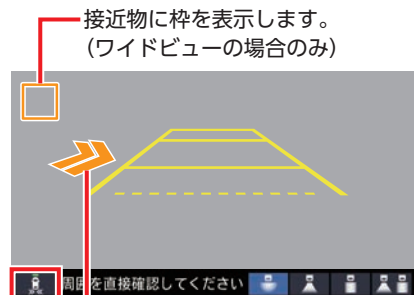 接近物に枠を表示します。
（ワイドビューの場合のみ）
周囲を直接確認してください